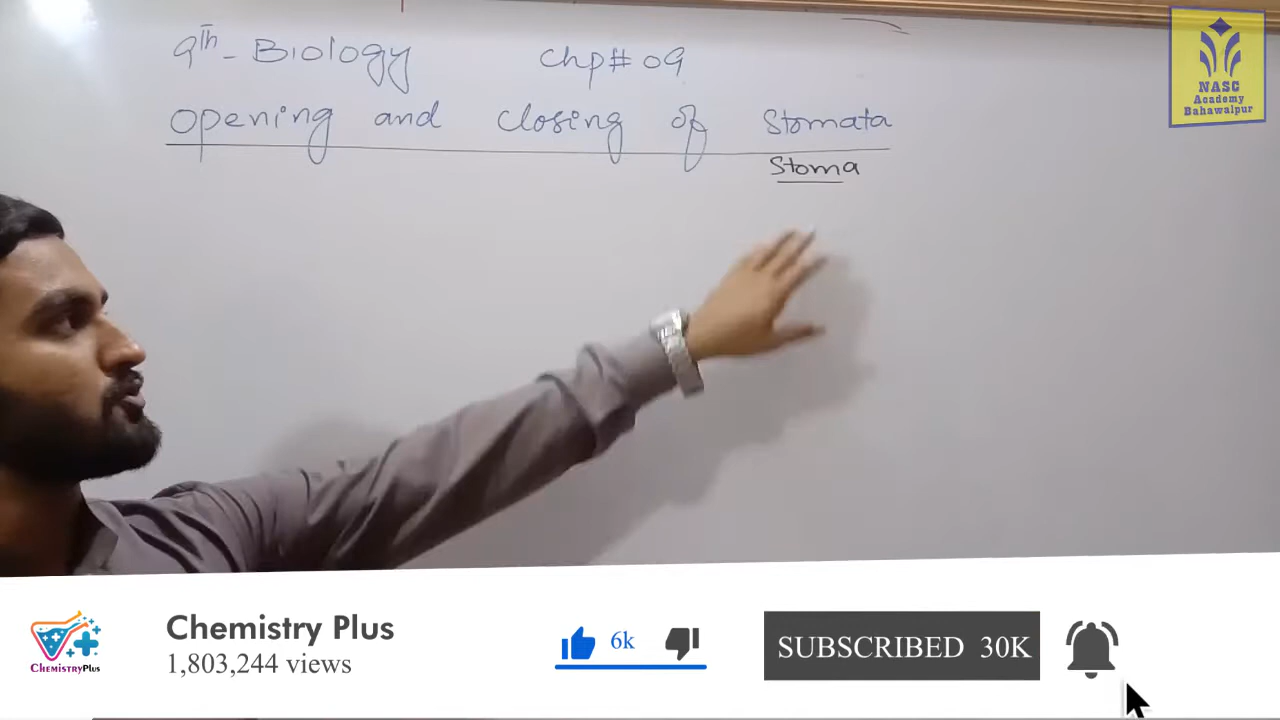 9th - Biology Chp# 09
Opening and closing of Stomata
Stoma
NASC
Academy
Bahawalpur
Chemistry Plus
1,803,244 views
6k
SUBSCRIBED 30K
CHEMISTRYPLUS